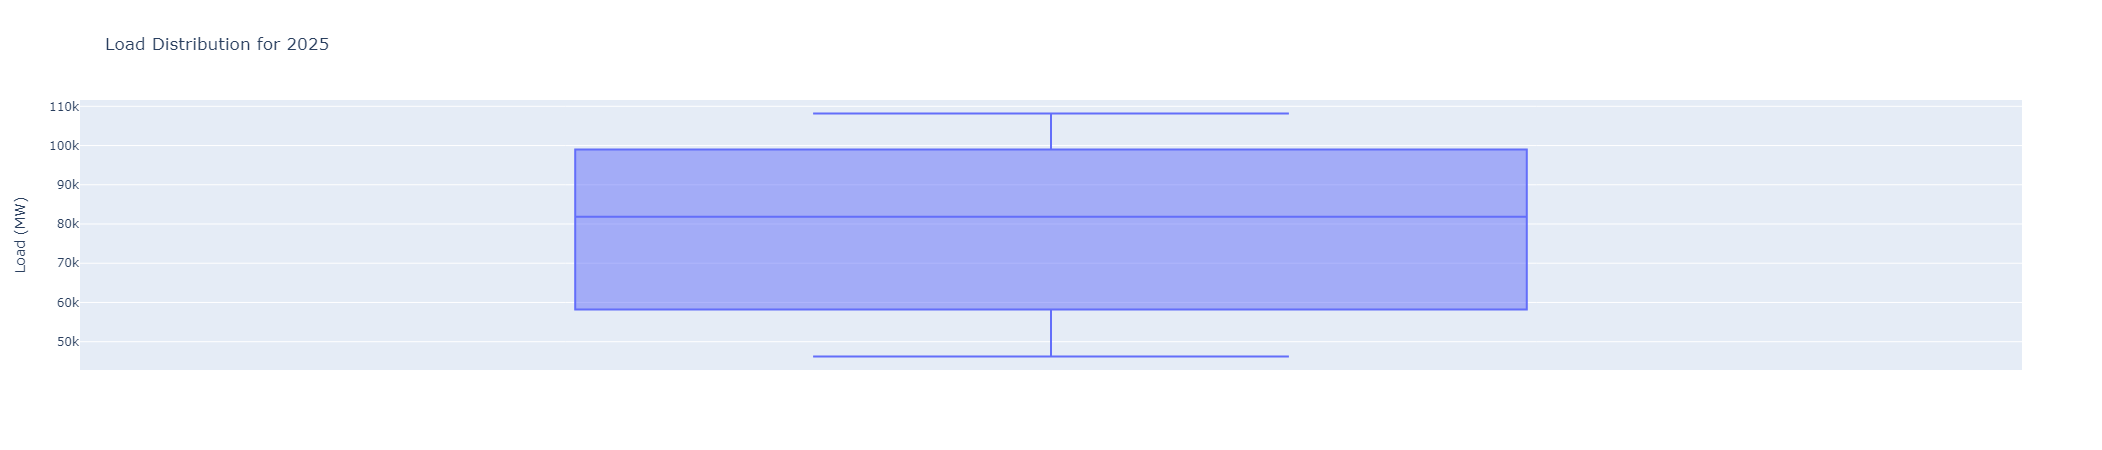 Load Distribution for 2025
110k
100k
90k
80k
70k
60k
50k
Load (MW)